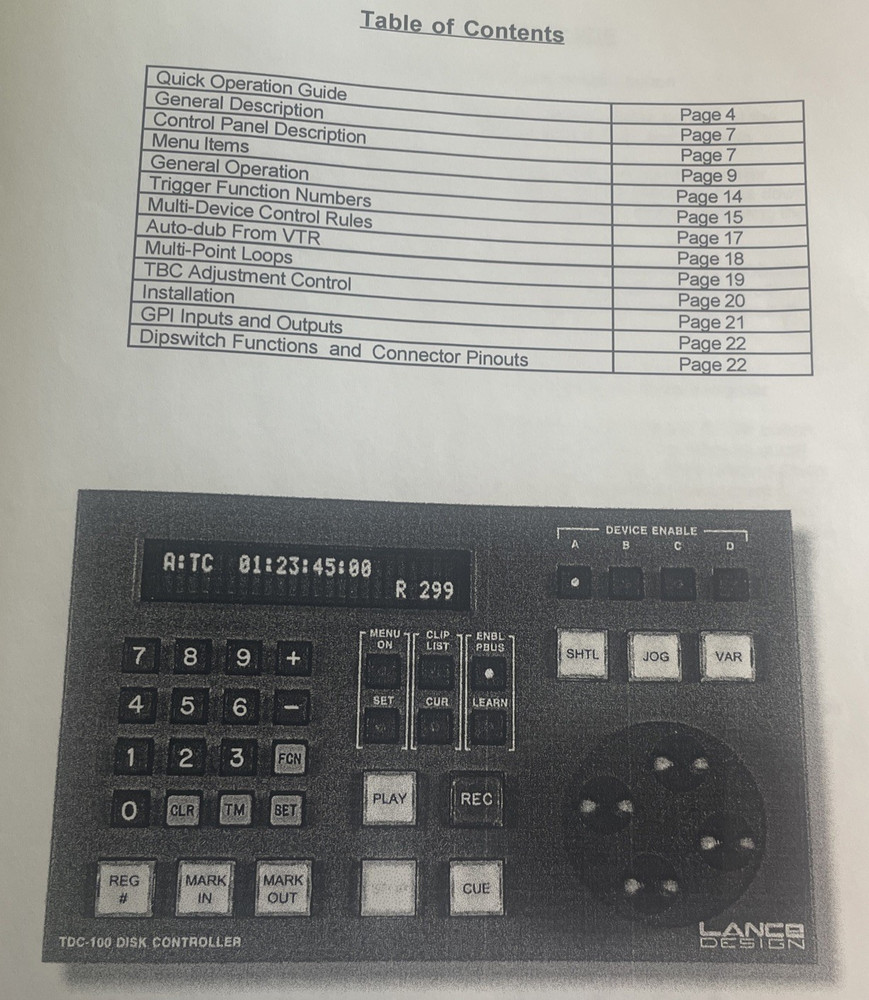 Table of Contents
Quick Operation Guide Page 4
General Description Page 7
Control Panel Description Page 7
Menu Items Page 9
General Operation Page 14
Trigger Function Numbers Page 15
Multi-Device Control Rules Page 17
Auto-dub From VTR Page 18
Multi-Point Loops Page 19
TBC Adjustment Control Page 20
Installation Page 21
GPI Inputs and Outputs Page 22
Dipswitch Functions and Connector Pinouts Page 22
DEVICE ENABLE
A B C D
A:TC 01:23:45:00
R 299
MENU ON
CLIP LIST
ENBL PBUS
SHTL JOG VAR
7 8 9 +
SET CUR LEARN
4 5 6 −
1 2 3 FCN
PLAY REC
0 CLR TM SET
REG #
MARK IN
MARK OUT
CUE
TDC-100 DISK CONTROLLER
LANCE
DESIGN